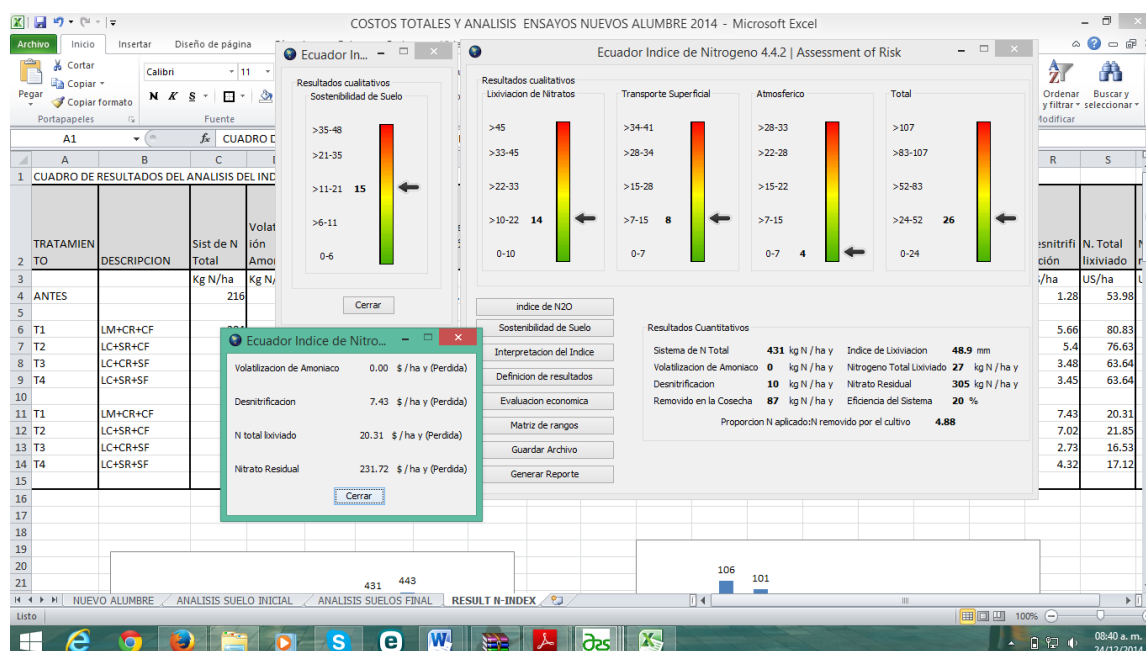 COSTOS TOTALES Y ANALISIS ENSAYOS NUEVOS ALUMBRE 2014 - Microsoft Excel
Archivo Inicio Insertar Diseño de página
Cortar
Copiar
Copiar formato
Pegar
Portapapeles
Calibri 11
N K S
Fuente
Ordenar y filtrar
Buscar y seleccionar
Modificar
A1 fx CUADRO D
A B C R S
1 CUADRO DE RESULTADOS DEL ANALISIS DEL IND
2 TRATAMIENTO DESCRIPCION Sist de N Total N. Total lixiviado
3 Kg N/ha Kg N/ US/ha
4 ANTES 216 1.28 53.98
5
6 T1 LM+CR+CF 5.66 80.83
7 T2 LC+SR+CF 5.4 76.63
8 T3 LC+CR+SF 3.48 63.64
9 T4 LC+SR+SF 3.45 63.64
10
11 T1 LM+CR+CF 7.43 20.31
12 T2 LC+SR+CF 7.02 21.85
13 T3 LC+CR+SF 2.73 16.53
14 T4 LC+SR+SF 4.32 17.12
15
16
17
18
19
20
21
431 443
106 101
Ecuador In...
Resultados cualitativos
Sostenibilidad de Suelo
>35-48
>21-35
>11-21 15
>6-11
0-6
Cerrar
Ecuador Indice de Nitrogeno 4.4.2 | Assessment of Risk
Resultados cualitativos
Lixiviacion de Nitratos Transporte Superficial Atmosferico Total
>45 >34-41 >28-33 >107
>33-45 >28-34 >22-28 >83-107
>22-33 >15-28 >15-22 >52-83
>10-22 14 >7-15 8 >7-15 >24-52 26
0-10 0-7 0-7 4 0-24
indice de N2O
Sostenibilidad de Suelo
Interpretacion del Indice
Definicion de resultados
Evaluacion economica
Matriz de rangos
Guardar Archivo
Generar Reporte
Resultados Cuantitativos
Sistema de N Total 431 kg N / ha y Indice de Lixiviacion 48.9 mm
Volatilizacion de Amoniaco 0 kg N / ha y Nitrogeno Total Lixiviado 27 kg N / ha y
Desnitrificacion 10 kg N / ha y Nitrato Residual 305 kg N / ha y
Removido en la Cosecha 87 kg N / ha y Eficiencia del Sistema 20 %
Proporcion N aplicado:N removido por el cultivo 4.88
Ecuador Indice de Nitro...
Volatilizacion de Amoniaco 0.00 $ / ha y (Perdida)
Desnitrificacion 7.43 $ / ha y (Perdida)
N total lixiviado 20.31 $ / ha y (Perdida)
Nitrato Residual 231.72 $ / ha y (Perdida)
Cerrar
NUEVO ALUMBRE ANALISIS SUELO INICIAL ANALISIS SUELOS FINAL RESULT N-INDEX
Listo 100%
08:40 a. m.
24/12/2014